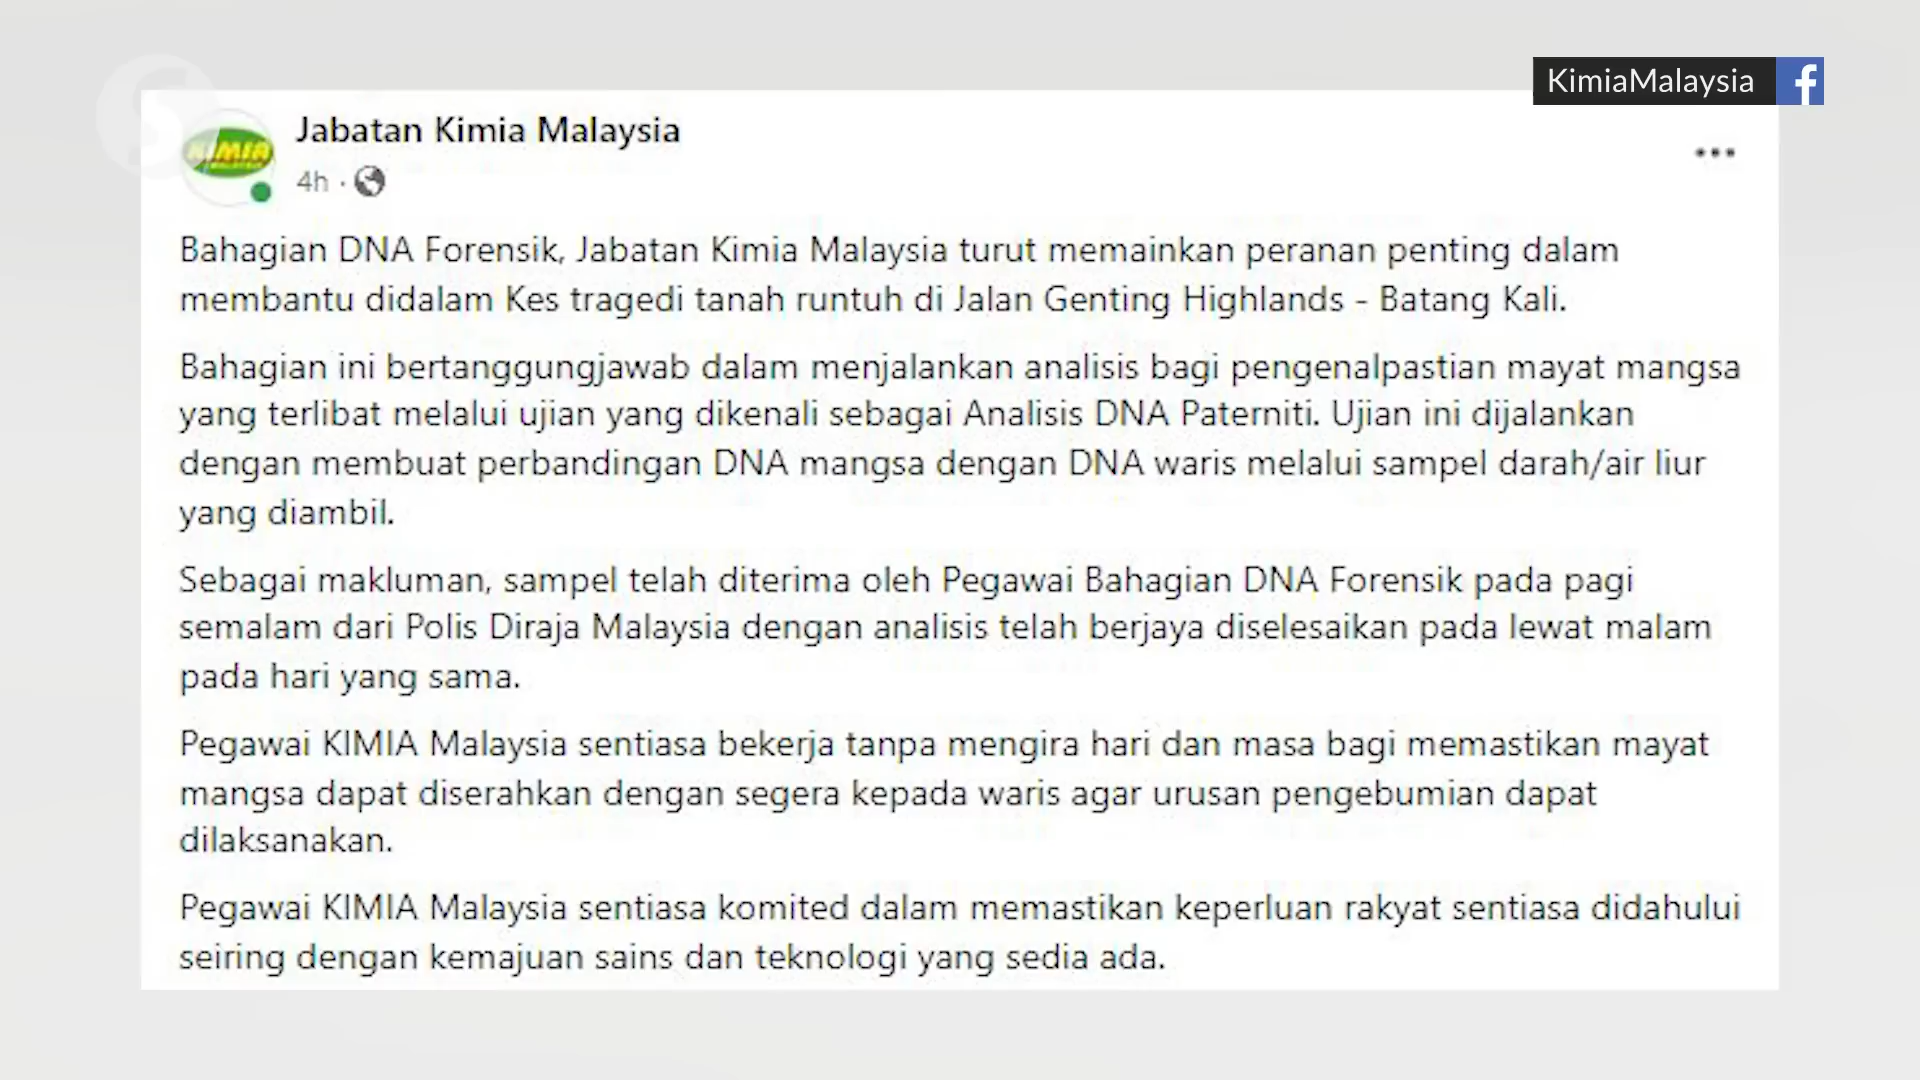 KimiaMalaysia f
S
KIMIA
Jabatan Kimia Malaysia
4h ·
Bahagian DNA Forensik, Jabatan Kimia Malaysia turut memainkan peranan penting dalam
membantu didalam Kes tragedi tanah runtuh di Jalan Genting Highlands - Batang Kali.
Bahagian ini bertanggungjawab dalam menjalankan analisis bagi pengenalpastian mayat mangsa
yang terlibat melalui ujian yang dikenali sebagai Analisis DNA Paterniti. Ujian ini dijalankan
dengan membuat perbandingan DNA mangsa dengan DNA waris melalui sampel darah/air liur
yang diambil.
Sebagai makluman, sampel telah diterima oleh Pegawai Bahagian DNA Forensik pada pagi
semalam dari Polis Diraja Malaysia dengan analisis telah berjaya diselesaikan pada lewat malam
pada hari yang sama.
Pegawai KIMIA Malaysia sentiasa bekerja tanpa mengira hari dan masa bagi memastikan mayat
mangsa dapat diserahkan dengan segera kepada waris agar urusan pengebumian dapat
dilaksanakan.
Pegawai KIMIA Malaysia sentiasa komited dalam memastikan keperluan rakyat sentiasa didahului
seiring dengan kemajuan sains dan teknologi yang sedia ada.